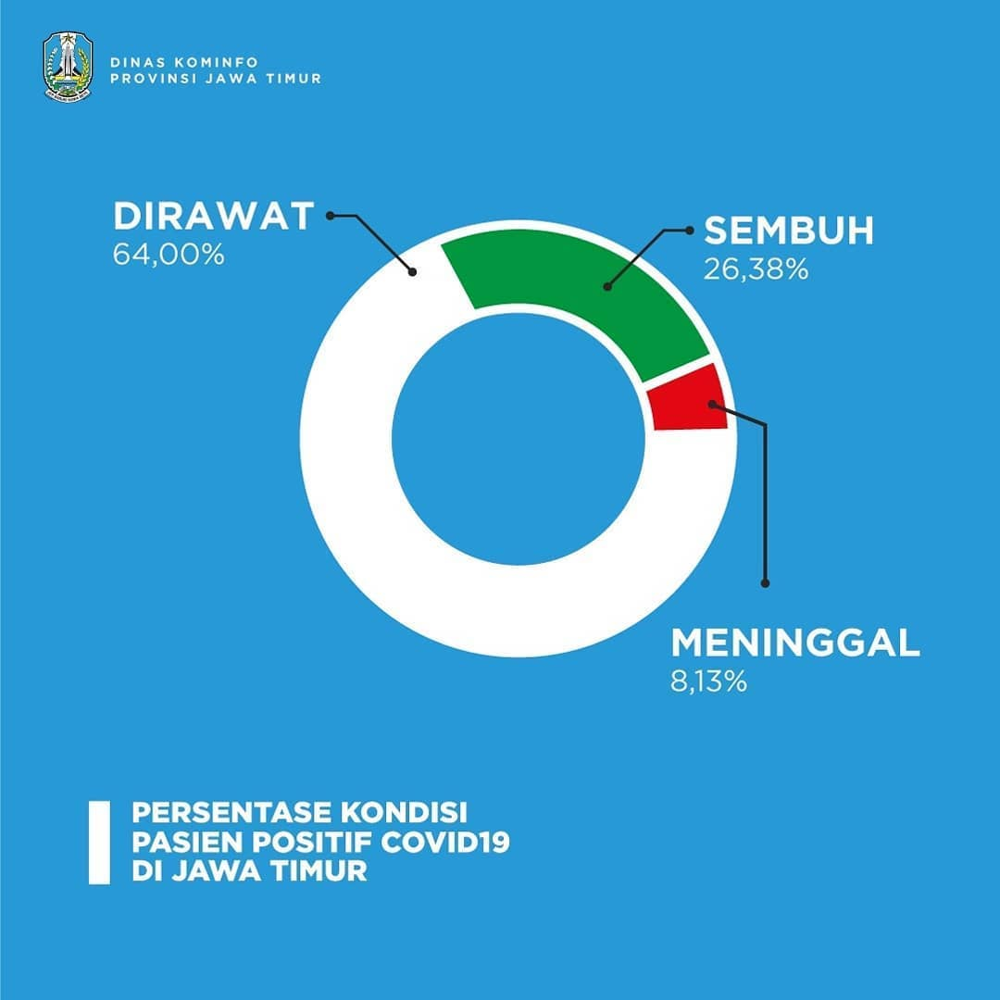 DINAS KOMINFO
PROVINSI JAWA TIMUR
DIRAWAT
64,00%
SEMBUH
26,38%
MENINGGAL
8,13%
PERSENTASE KONDISI
PASIEN POSITIF COVID19
DI JAWA TIMUR